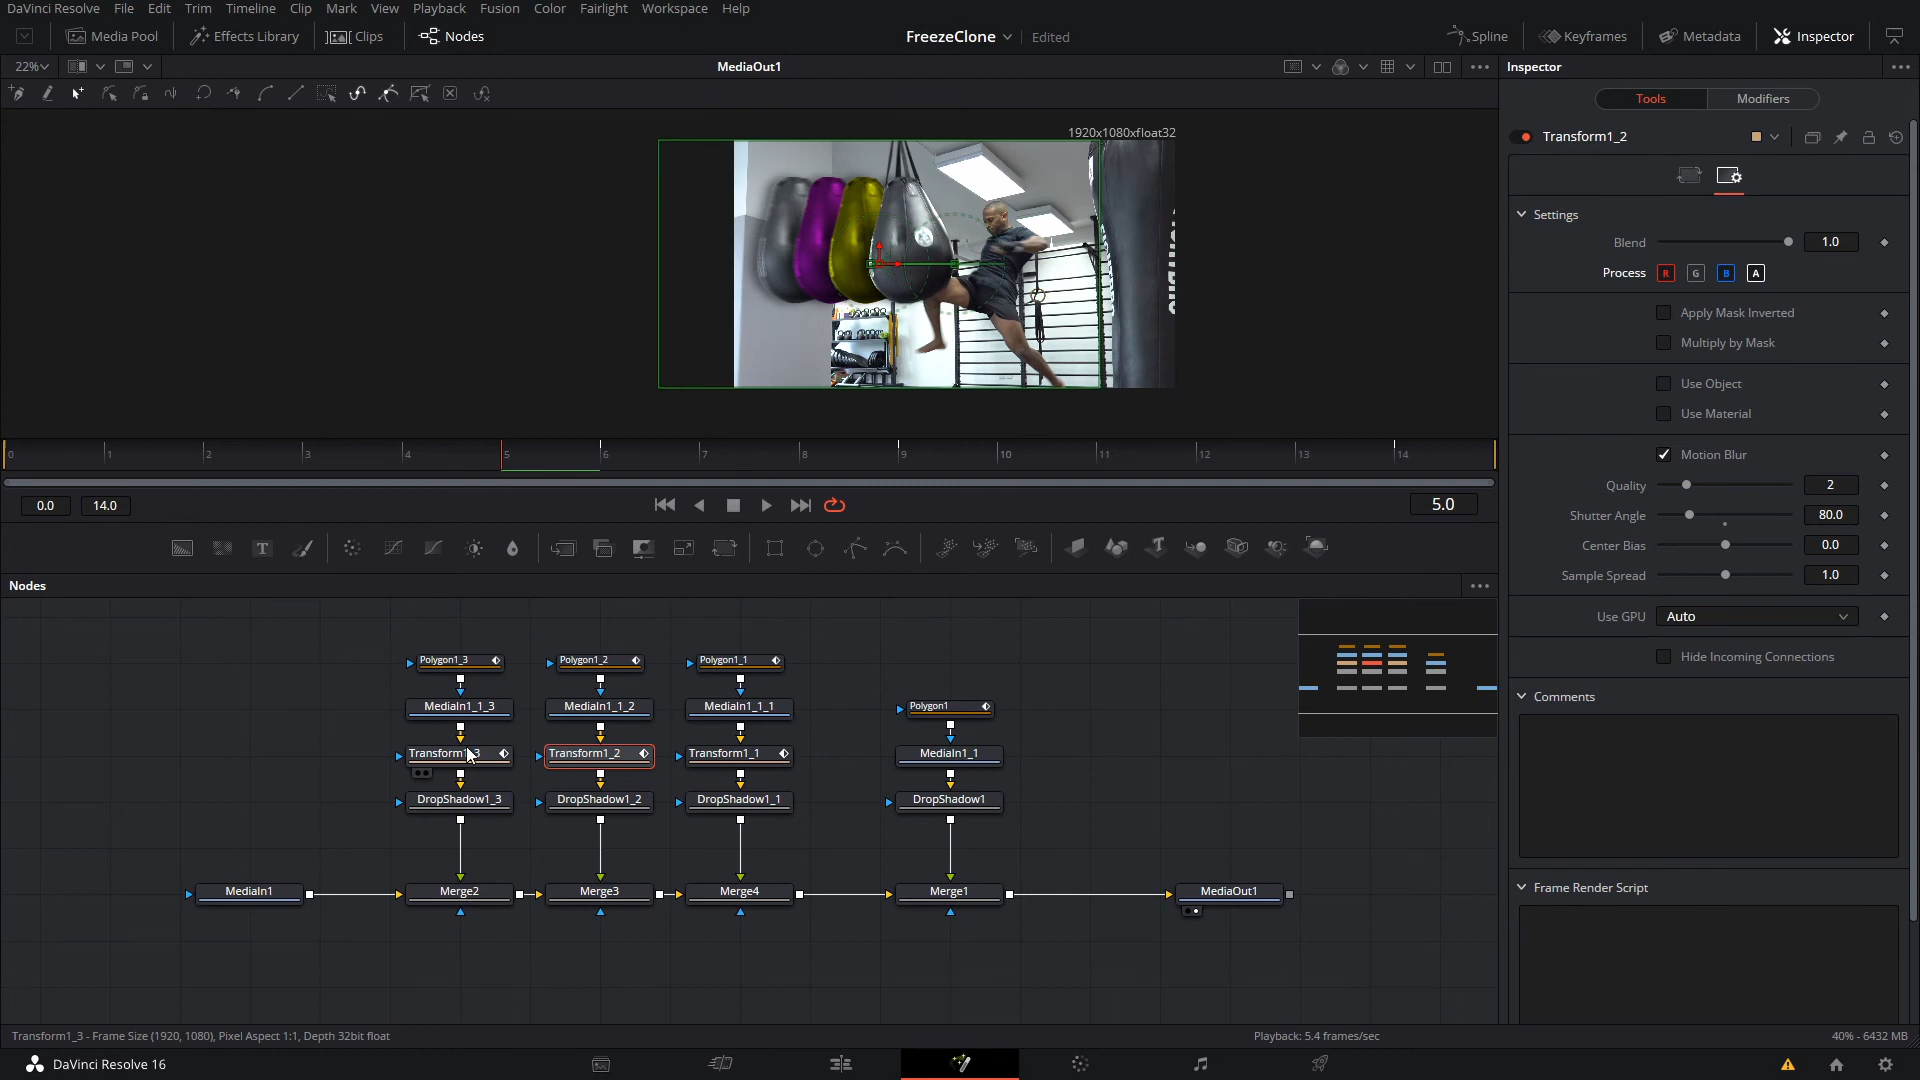 DaVinci Resolve File Edit Trim Timeline Clip Mark View Playback Fusion Color Fairlight Workspace Help
Media Pool Effects Library Clips Nodes FreezeClone Edited Spline Keyframes Metadata Inspector
22% MediaOut1 Inspector
Tools Modifiers
1920x1080xfloat32
Transform1_2
Settings
Blend 1.0
Process R G B A
Apply Mask Inverted
Multiply by Mask
Use Object
Use Material
0 1 2 3 4 5 6 7 8 9 10 11 12 13 14
Motion Blur
Quality 2
0.0 14.0 5.0
Shutter Angle 80.0
Center Bias 0.0
Sample Spread 1.0
Nodes
Use GPU Auto
Hide Incoming Connections
Polygon1_3 Polygon1_2 Polygon1_1
MediaIn1_1_3 MediaIn1_1_2 MediaIn1_1_1 Polygon1
Comments
Transform1_3 Transform1_2 Transform1_1 MediaIn1_1
DropShadow1_3 DropShadow1_2 DropShadow1_1 DropShadow1
MediaIn1 Merge2 Merge3 Merge4 Merge1 MediaOut1
Frame Render Script
Transform1_3 - Frame Size (1920, 1080), Pixel Aspect 1:1, Depth 32bit float Playback: 5.4 frames/sec 40% - 6432 MB
DaVinci Resolve 16